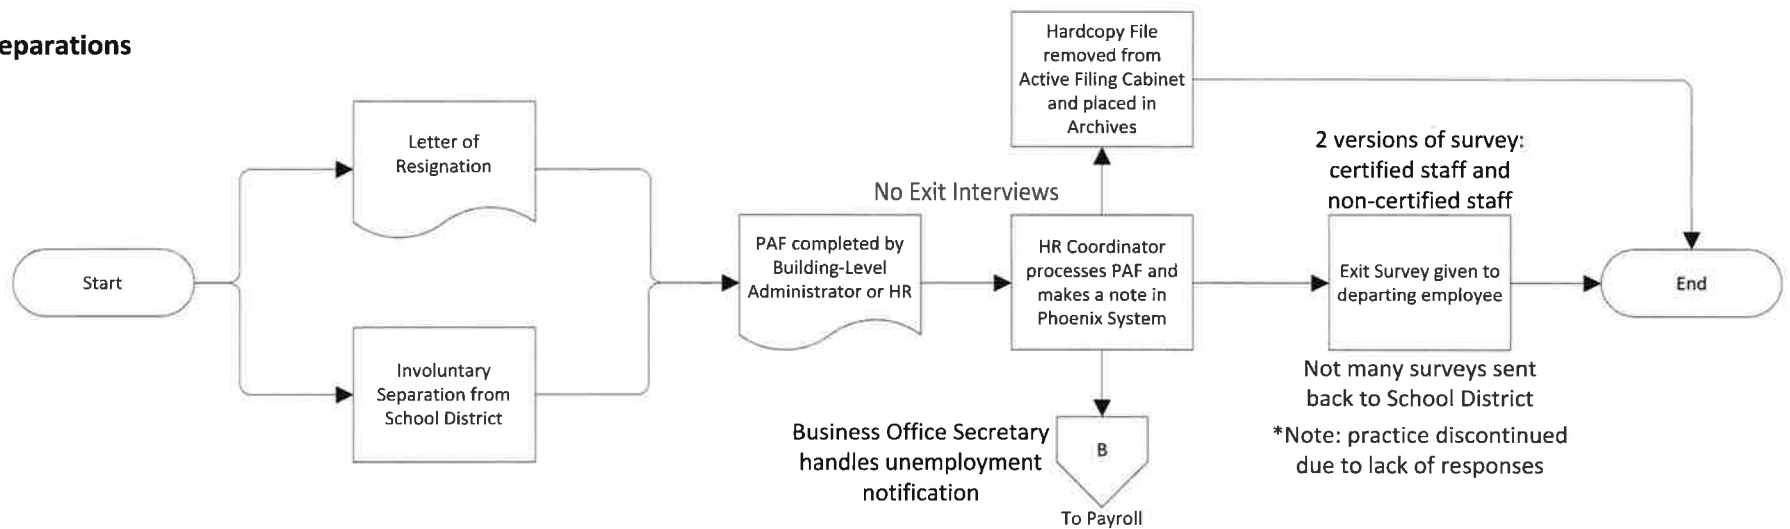 eparations
Start
Letter of
Resignation
Involuntary
Separation from
School District
PAF completed by
Building-Level
Administrator or HR
No Exit Interviews
Hardcopy File
removed from
Active Filing Cabinet
and placed in
Archives
HR Coordinator
processes PAF and
makes a note in
Phoenix System
Business Office Secretary
handles unemployment
notification
B
To Payroll
2 versions of survey:
certified staff and
non-certified staff
Exit Survey given to
departing employee
Not many surveys sent
back to School District
*Note: practice discontinued
due to lack of responses
End